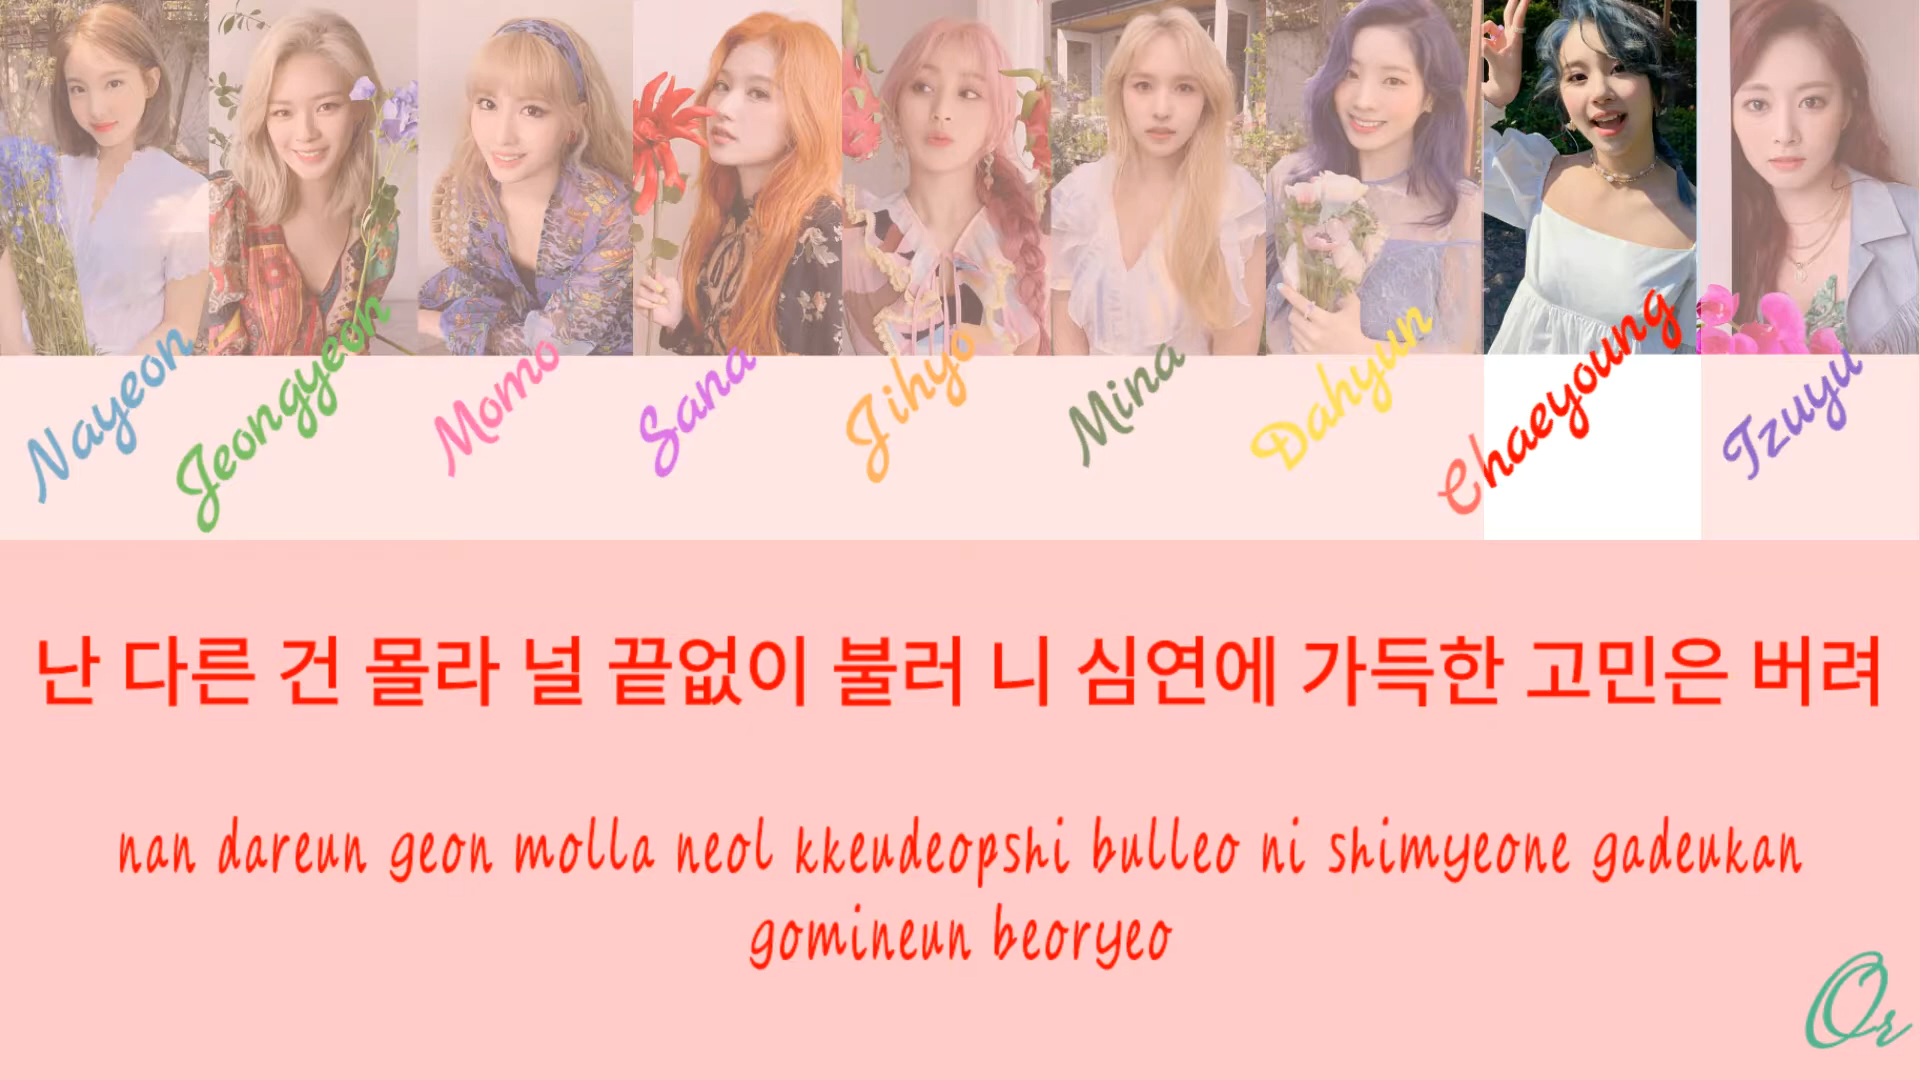 Nayeon
Jeongyeon
Momo
Sana
Jihyo
Mina
Dahyun
Chaeyoung
Tzuyu
난 다른 건 몰라 널 끝없이 불러 니 심연에 가득한 고민은 버려
nan dareun geon molla neol kkeudeopshi bulleo ni shimyeone gadeukan
gomineun beoryeo
Or